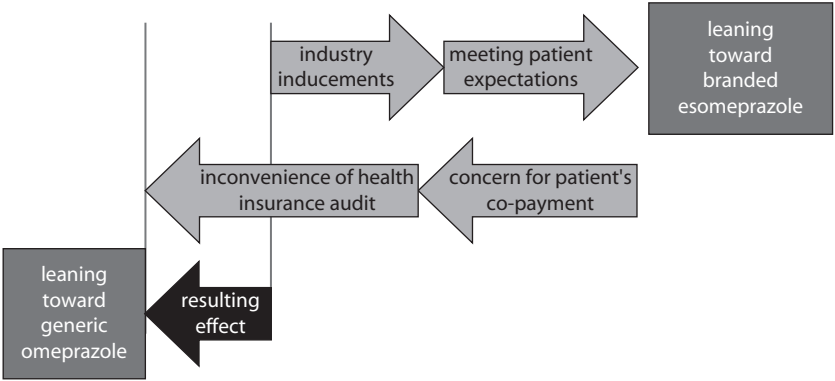 industry
inducements
meeting patient
expectations
leaning
toward
branded
esomeprazole
inconvenience of health
insurance audit
concern for patient's
co-payment
leaning
toward
generic
omeprazole
resulting
effect